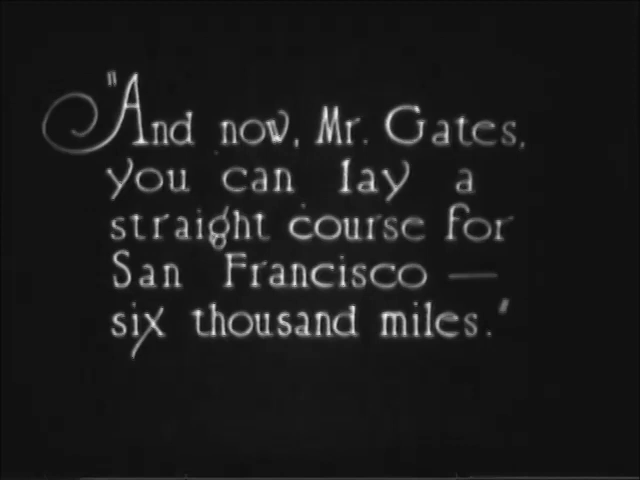 "And now, Mr. Gates,
you can lay a
straight course for
San Francisco —
six thousand miles."